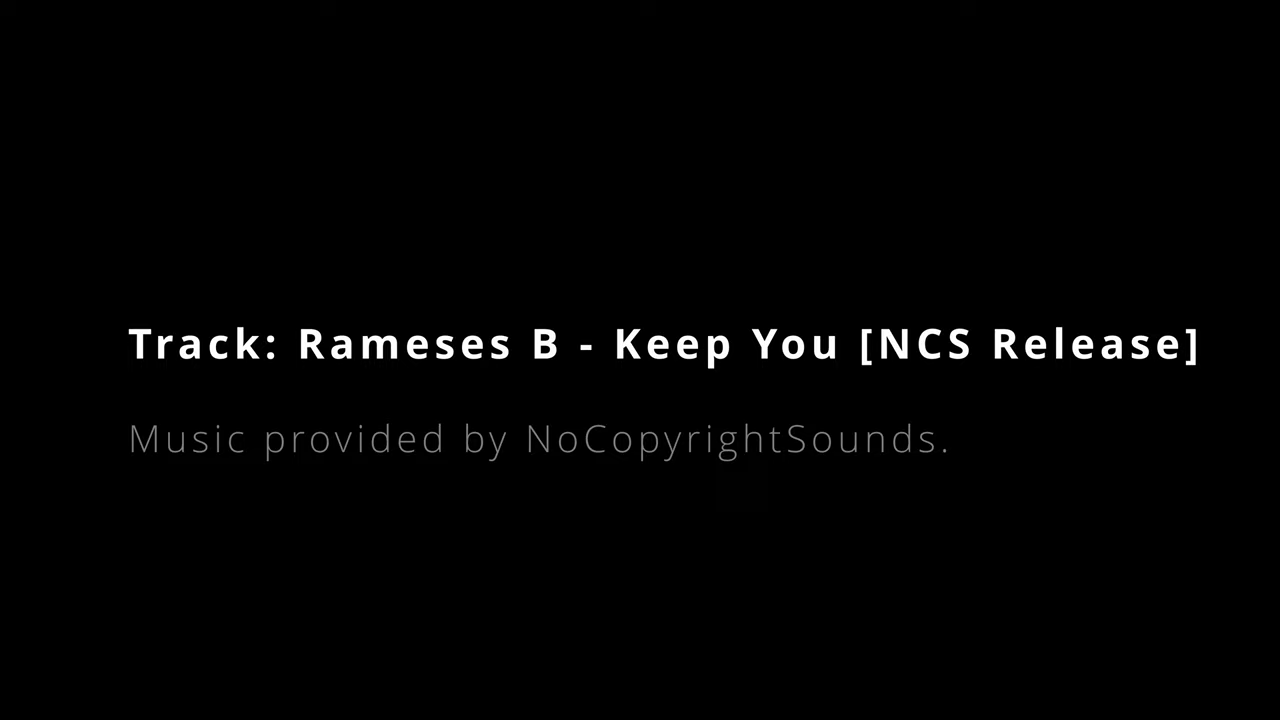 Track: Rameses B - Keep You [NCS Release]
Music provided by NoCopyrightSounds.